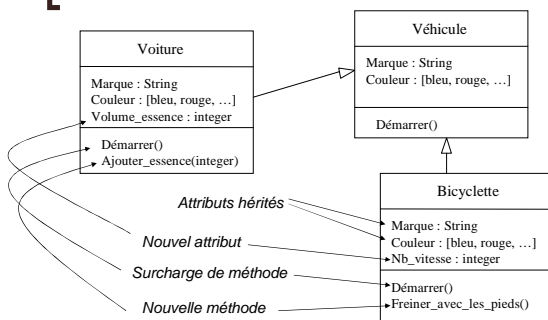 Voiture
Marque : String
Couleur : [bleu, rouge, …]
Volume_essence : integer
Démarrer()
Ajouter_essence(integer)
Véhicule
Marque : String
Couleur : [bleu, rouge, …]
Démarrer()
Attributs hérités
Nouvel attribut
Surcharge de méthode
Nouvelle méthode
Bicyclette
Marque : String
Couleur : [bleu, rouge, …]
Nb_vitesse : integer
Démarrer()
Freiner_avec_les_pieds()